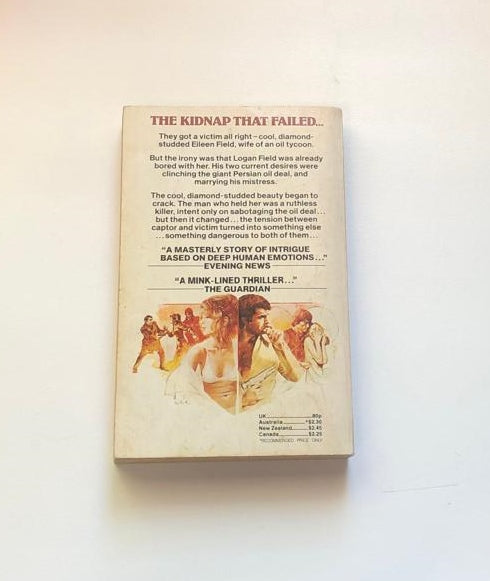 THE KIDNAP THAT FAILED...
They got a victim all right – cool, diamond-
studded Eileen Field, wife of an oil tycoon.
But the irony was that Logan Field was already
bored with her. His two current desires were
clinching the giant Persian oil deal, and
marrying his mistress.
The cool, diamond-studded beauty began to
crack. The man who held her was a ruthless
killer, intent only on sabotaging the oil deal...
but then it changed... the tension between
captor and victim turned into something else
...something dangerous to both of them...
"A MASTERLY STORY OF INTRIGUE
BASED ON DEEP HUMAN EMOTIONS..."
EVENING NEWS
"A MINK-LINED THRILLER..."
THE GUARDIAN
UK 80p
Australia *$2.30
New Zealand $2.45
Canada $2.25
*RECOMMENDED PRICE ONLY